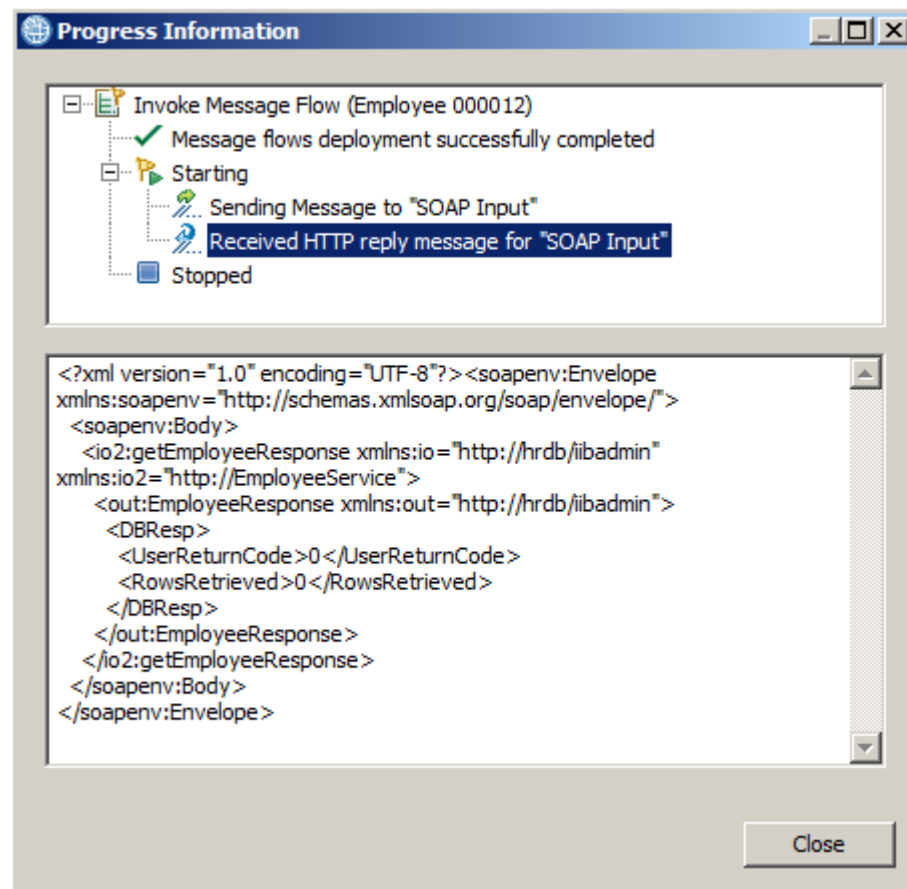 Progress Information
Invoke Message Flow (Employee 000012)
Message flows deployment successfully completed
Starting
Sending Message to "SOAP Input"
Received HTTP reply message for "SOAP Input"
Stopped
<?xml version="1.0" encoding="UTF-8"?><soapenv:Envelope
xmlns:soapenv="http://schemas.xmlsoap.org/soap/envelope/">
<soapenv:Body>
<io2:getEmployeeResponse xmlns:io="http://hrdb/iibadmin"
xmlns:io2="http://EmployeeService">
<out:EmployeeResponse xmlns:out="http://hrdb/iibadmin">
<DBResp>
<UserReturnCode>0</UserReturnCode>
<RowsRetrieved>0</RowsRetrieved>
</DBResp>
</out:EmployeeResponse>
</io2:getEmployeeResponse>
</soapenv:Body>
</soapenv:Envelope>
Close